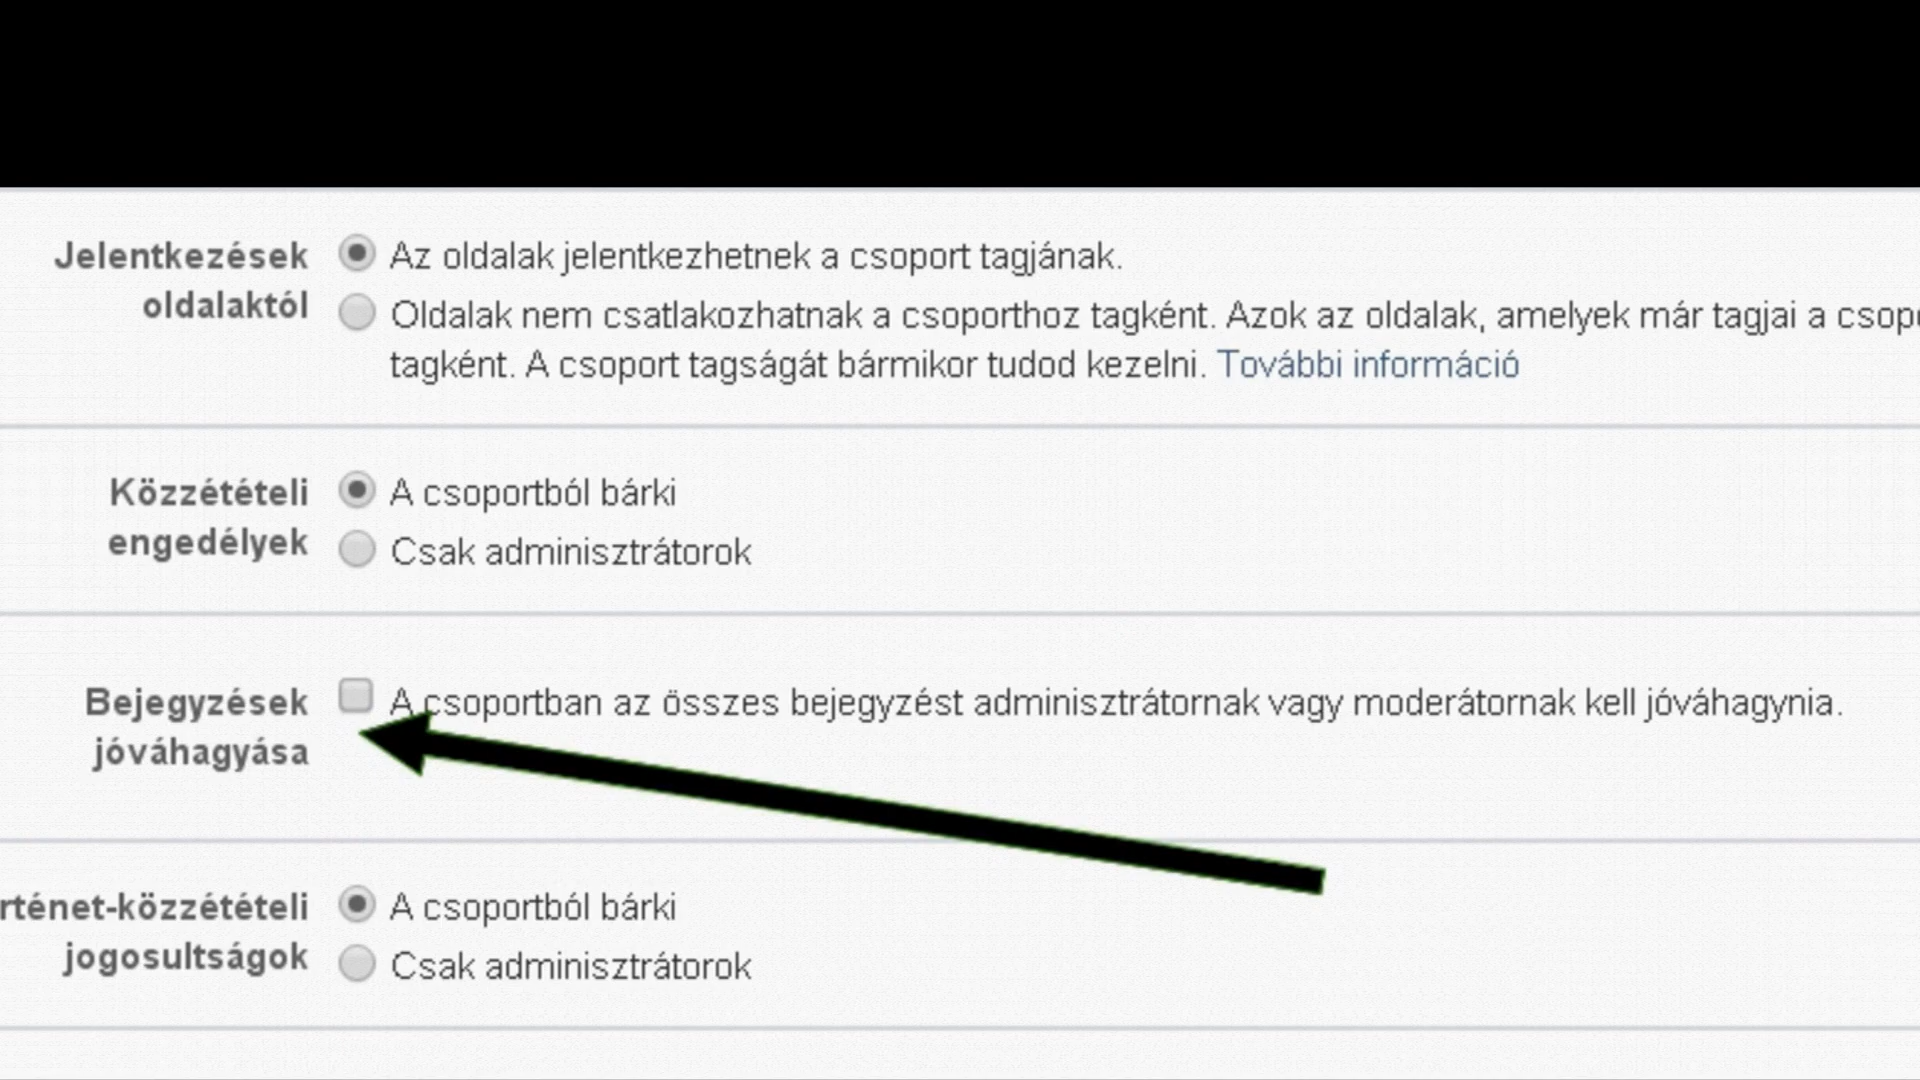 Jelentkezések oldalaktól
Az oldalak jelentkezhetnek a csoport tagjának.
Oldalak nem csatlakozhatnak a csoporthoz tagként. Azok az oldalak, amelyek már tagjai a
tagként. A csoport tagságát bármikor tudod kezelni. További információ
Közzétételi engedélyek
A csoportból bárki
Csak adminisztrátorok
Bejegyzések jóváhagyása
A csoportban az összes bejegyzést adminisztrátornak vagy moderátornak kell jóváhagynia.
rténet-közzétételi jogosultságok
A csoportból bárki
Csak adminisztrátorok